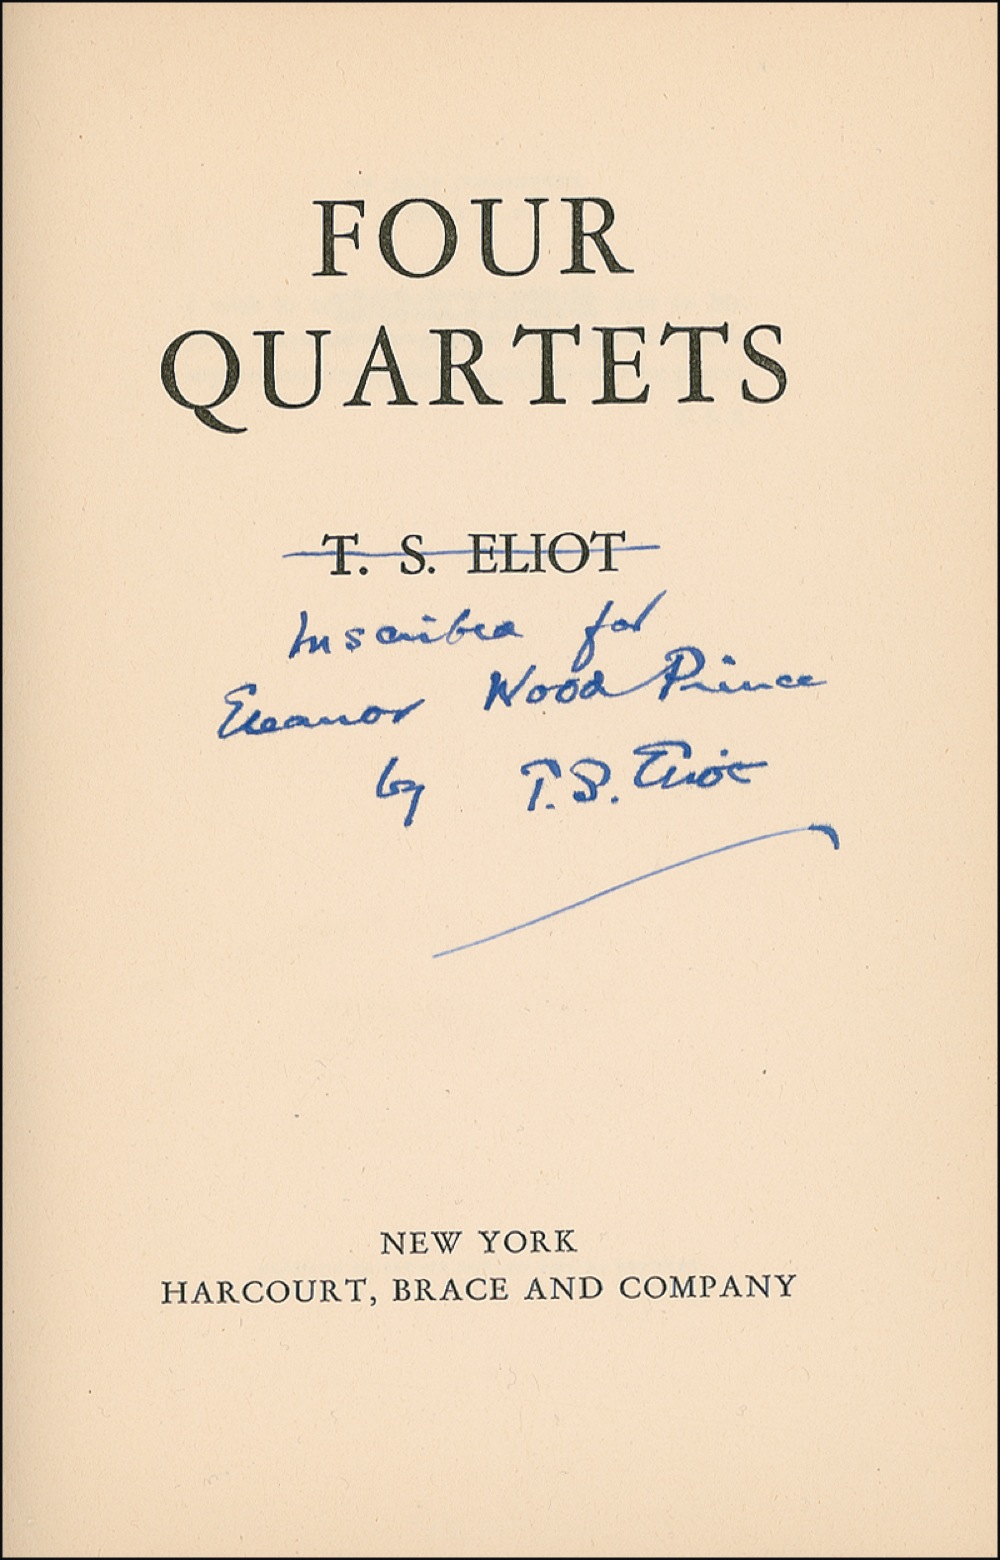 FOUR
QUARTETS
T. S. ELIOT
Inscribed for
Eleanor Wood Prince
by T.S. Eliot
NEW YORK
HARCOURT, BRACE AND COMPANY